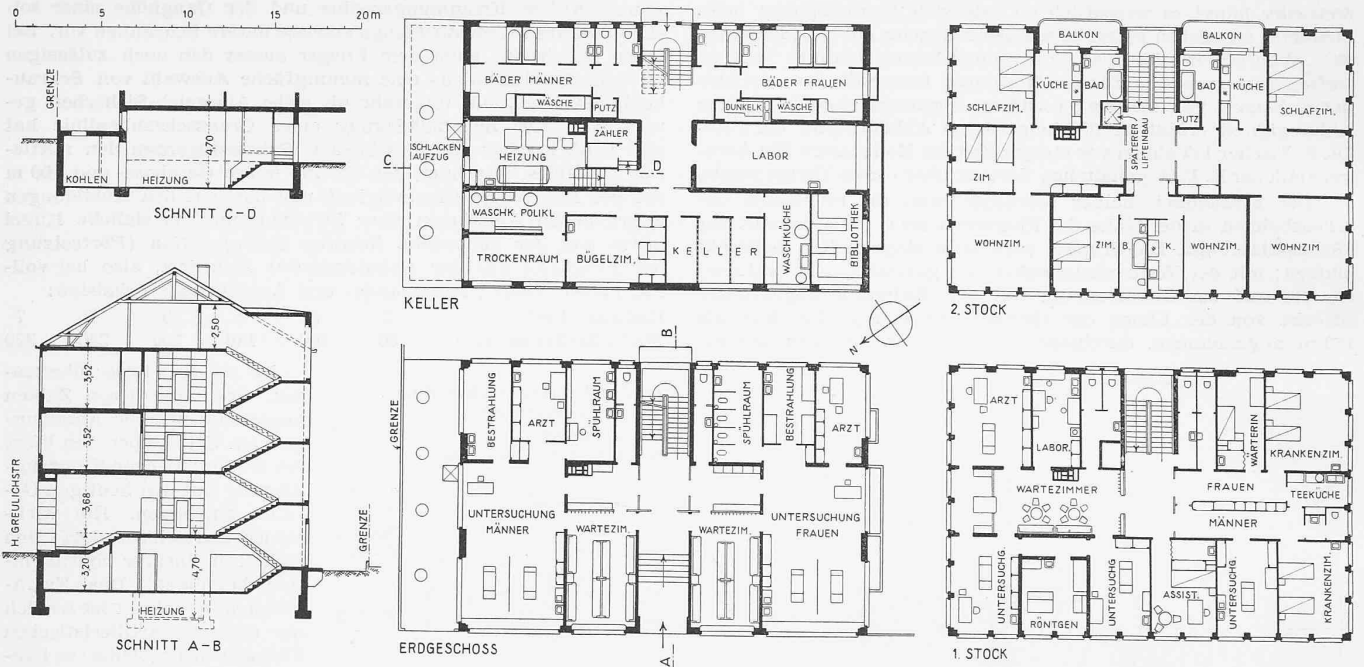 0 5 10 15 20 m
GRENZE
KOHLEN
HEIZUNG
4,70
SCHNITT C-D
2,50
3,52
3,52
3,68
3,20
4,70
H.GREULICHSTR
GRENZE
HEIZUNG
SCHNITT A-B
BÄDER MÄNNER
BÄDER FRAUEN
WÄSCHE
PUTZ
DUNKELK.
WÄSCHE
ZÄHLER
SCHLACKEN
AUFZUG
C
HEIZUNG
LABOR
WASCHK. POLIKL.
TROCKENRAUM
BÜGELZIM.
KELLER
WASCHKÜCHE
BIBLIOTHEK
KELLER
N
BALKON
BALKON
KÜCHE
BAD
BAD
KÜCHE
SCHLAFZIM.
PUTZ
SCHLAFZIM.
SPÄTERER
LIFTEINBAU
ZIM.
WOHNZIM.
ZIM.
B.
K.
WOHNZIM.
WOHNZIM.
2. STOCK
B
GRENZE
BESTRAHLUNG
ARZT
SPÜHLRAUM
SPÜHLRAUM
BESTRAHLUNG
ARZT
UNTERSUCHUNG
MÄNNER
WARTEZIM.
WARTEZIM.
UNTERSUCHUNG
FRAUEN
ERDGESCHOSS
A
ARZT
LABOR.
WÄRTERIN
KRANKENZIM.
WARTEZIMMER
FRAUEN
TEEKÜCHE
MÄNNER
UNTERSUCHG.
RÖNTGEN
UNTERSUCHG
ASSIST.
UNTERSUCHG.
KRANKENZIM.
1. STOCK